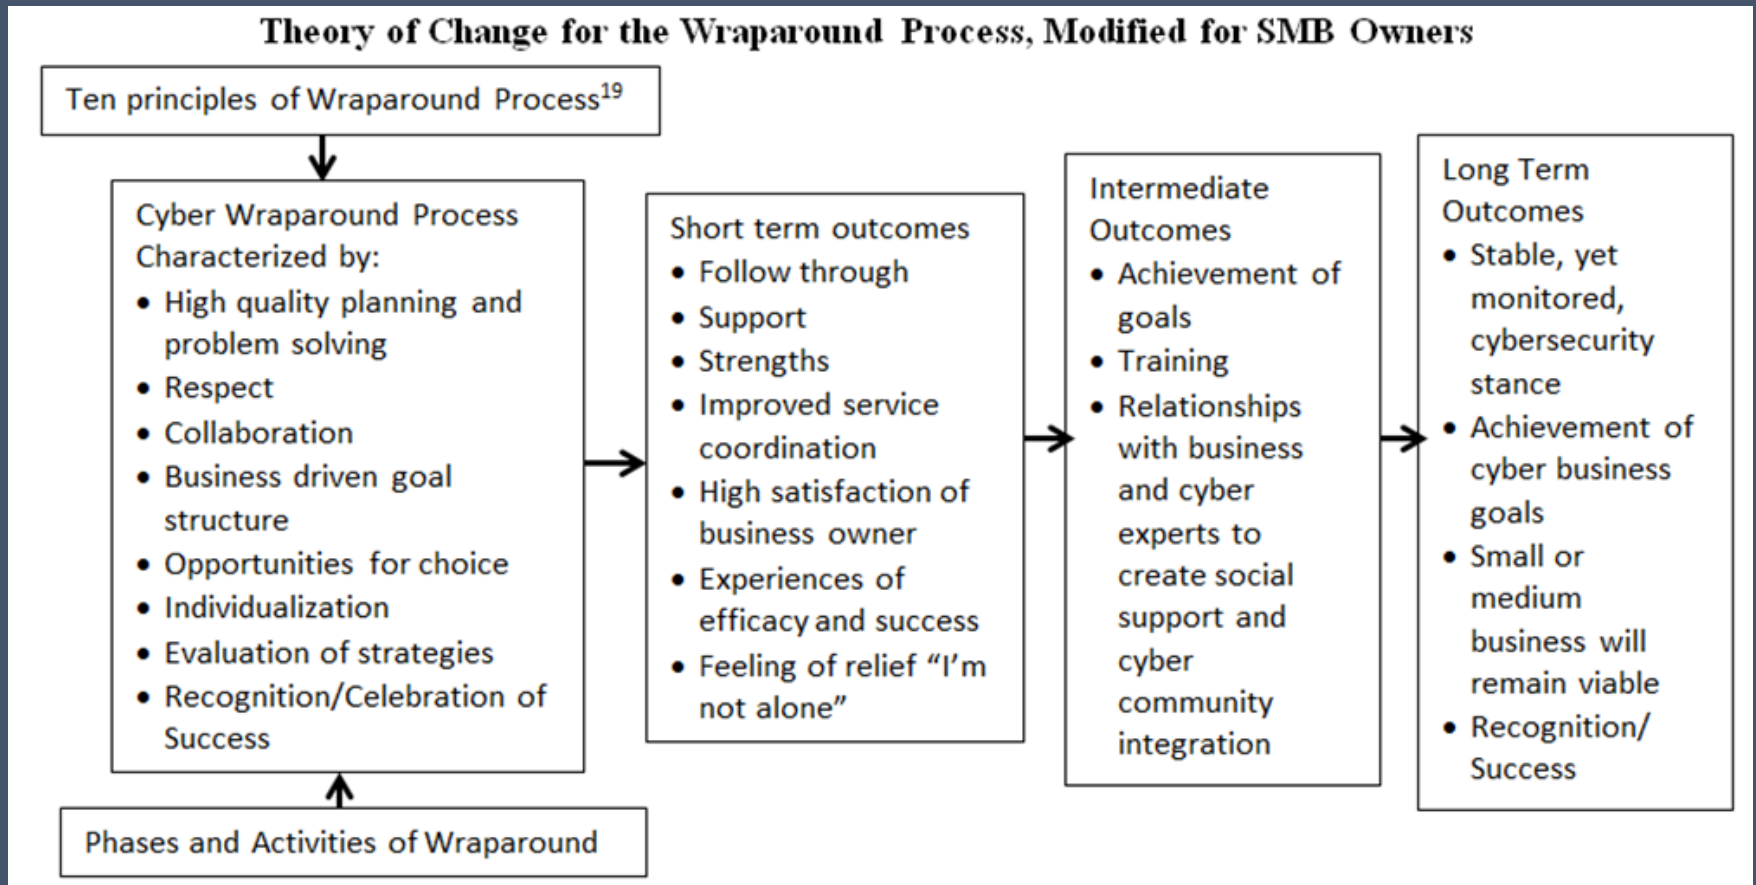 Theory of Change for the Wraparound Process, Modified for SMB Owners
Ten principles of Wraparound Process19
Cyber Wraparound Process
Characterized by:
• High quality planning and
problem solving
• Respect
• Collaboration
• Business driven goal
structure
• Opportunities for choice
• Individualization
• Evaluation of strategies
• Recognition/Celebration of
Success
Phases and Activities of Wraparound
Short term outcomes
• Follow through
• Support
• Strengths
• Improved service
coordination
• High satisfaction of
business owner
• Experiences of
efficacy and success
• Feeling of relief “I’m
not alone”
Intermediate
Outcomes
• Achievement of
goals
• Training
• Relationships
with business
and cyber
experts to
create social
support and
cyber
community
integration
Long Term
Outcomes
• Stable, yet
monitored,
cybersecurity
stance
• Achievement of
cyber business
goals
• Small or
medium
business will
remain viable
• Recognition/
Success